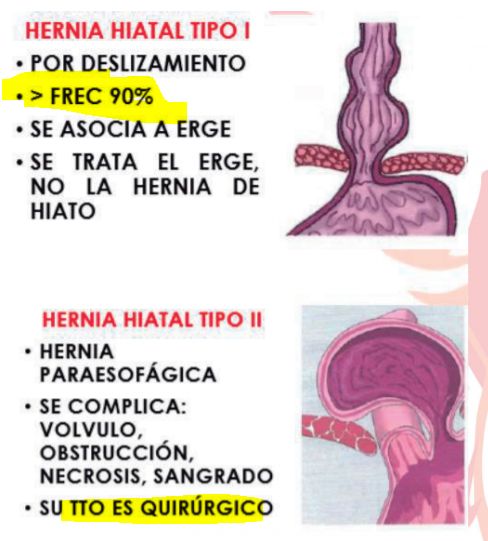 HERNIA HIATAL TIPO I
• POR DESLIZAMIENTO
• > FREC 90%
• SE ASOCIA A ERGE
• SE TRATA EL ERGE,
NO LA HERNIA DE
HIATO
HERNIA HIATAL TIPO II
• HERNIA
PARAESOFÁGICA
• SE COMPLICA:
VOLVULO,
OBSTRUCCIÓN,
NECROSIS, SANGRADO
• SU TTO ES QUIRÚRGICO